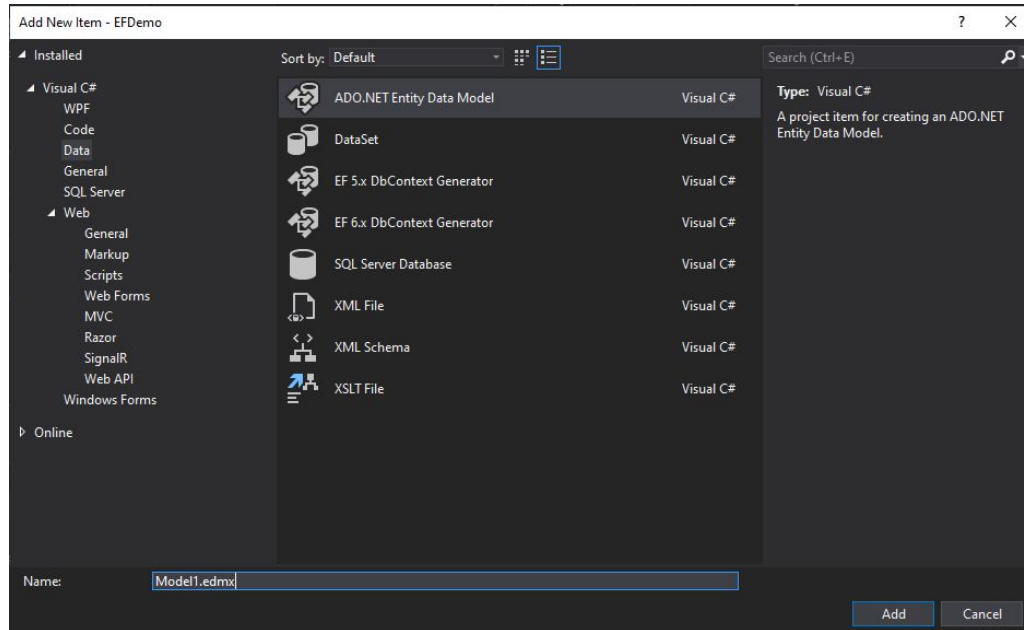 Add New Item - EFDemo
?
Installed
Sort by: Default
Search (Ctrl+E)
Visual C#
WPF
Code
Data
General
SQL Server
Web
General
Markup
Scripts
Web Forms
MVC
Razor
SignalR
Web API
Windows Forms
Online
ADO.NET Entity Data Model Visual C#
DataSet Visual C#
EF 5.x DbContext Generator Visual C#
EF 6.x DbContext Generator Visual C#
SQL Server Database Visual C#
XML File Visual C#
XML Schema Visual C#
XSLT File Visual C#
Type: Visual C#
A project item for creating an ADO.NET
Entity Data Model.
Name: Model1.edmx
Add Cancel